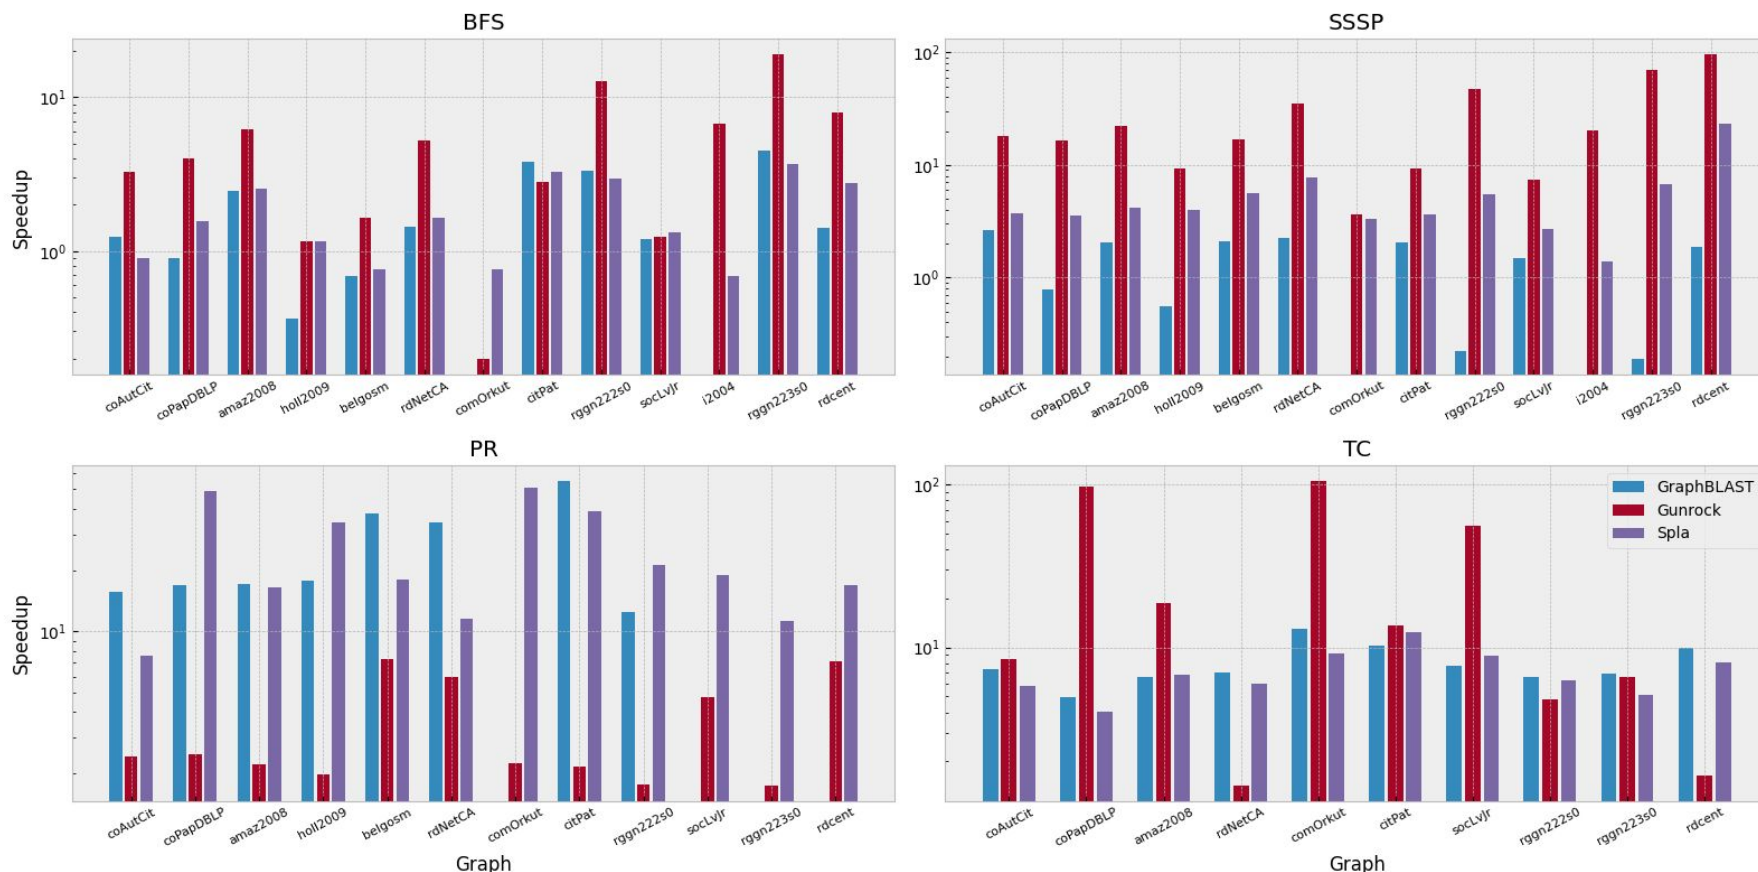 BFS
Speedup
10^1
10^0
coAutCit
coPapDBLP
amaz2008
holl2009
belgosm
rdNetCA
comOrkut
citPat
rggn222s0
socLvJr
i2004
rggn223s0
rdcent
SSSP
10^2
10^1
10^0
coAutCit
coPapDBLP
amaz2008
holl2009
belgosm
rdNetCA
comOrkut
citPat
rggn222s0
socLvJr
i2004
rggn223s0
rdcent
PR
Speedup
10^1
coAutCit
coPapDBLP
amaz2008
holl2009
belgosm
rdNetCA
comOrkut
citPat
rggn222s0
socLvJr
rggn223s0
rdcent
Graph
TC
10^2
10^1
GraphBLAST
Gunrock
Spla
coAutCit
coPapDBLP
amaz2008
rdNetCA
comOrkut
citPat
socLvJr
rggn222s0
rggn223s0
rdcent
Graph